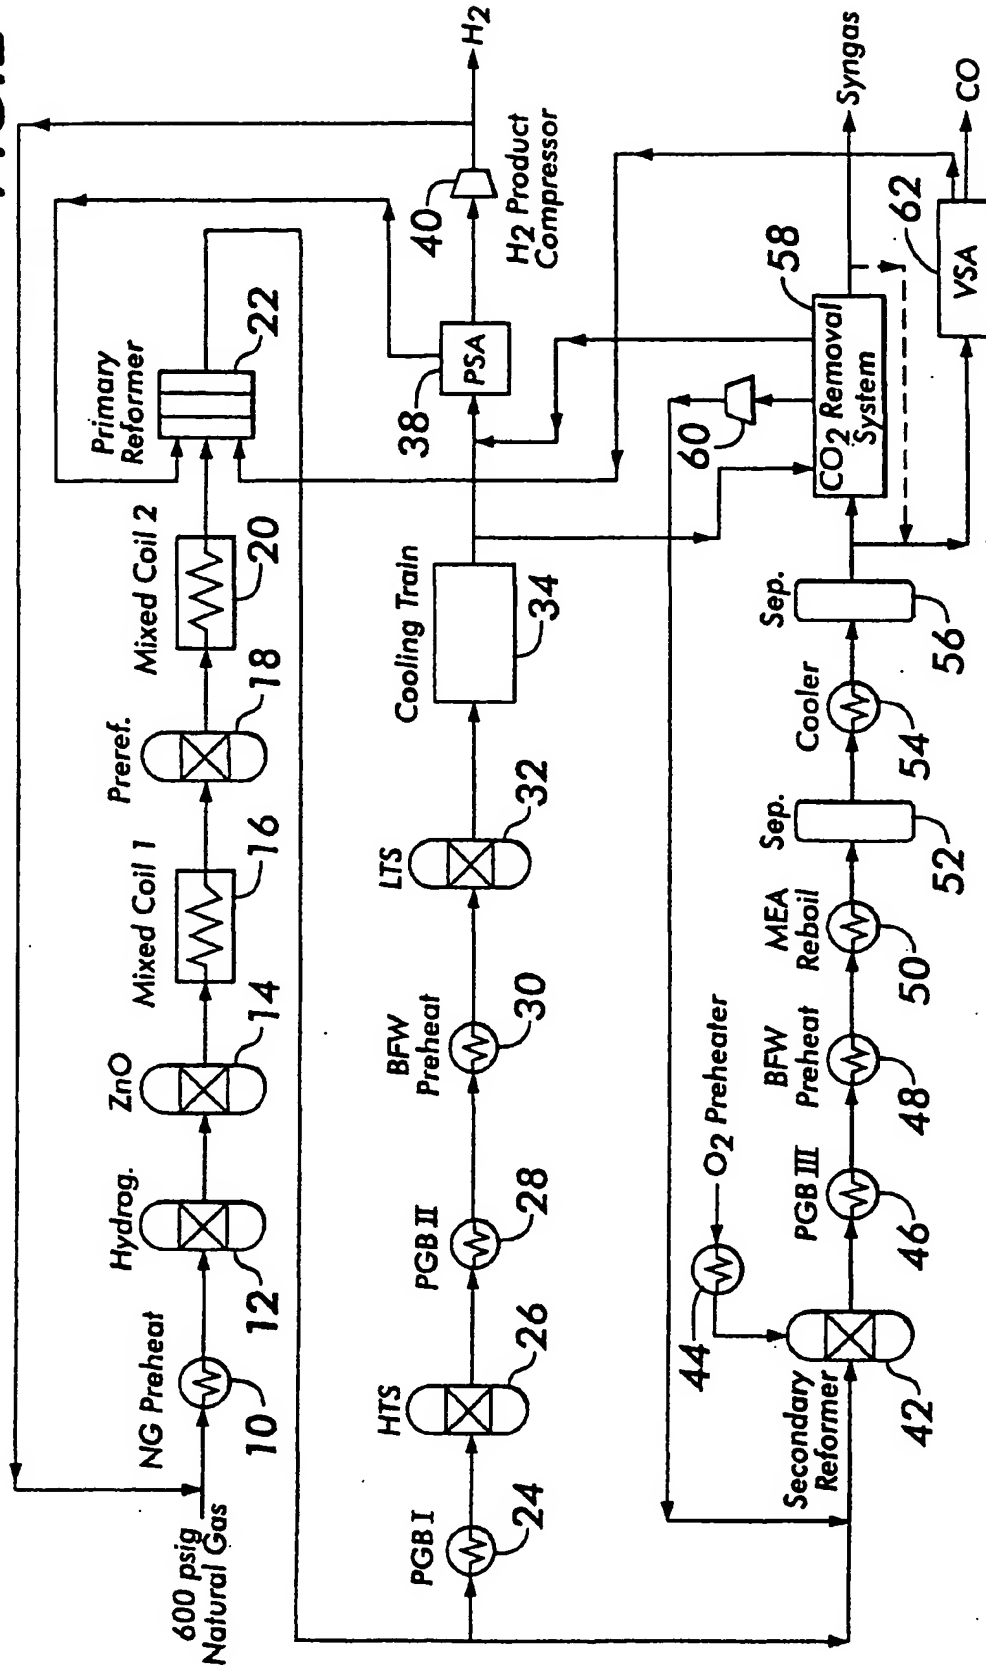 600 psig
Natural Gas
NG Preheat
10
Hydrog.
12
ZnO
14
Mixed Coil 1
16
Preref.
18
Mixed Coil 2
20
Primary
Reformer
22
PGB I
24
HTS
26
PGB II
28
BFW
Preheat
30
LTS
32
Cooling Train
34
PSA
38
40
H2 Product
Compressor
H2
Secondary
Reformer
42
44
O2 Preheater
PGB III
46
BFW
Preheat
48
MEA
Reboil
50
Sep.
52
Cooler
54
Sep.
56
CO2 Removal
System
58
60
Syngas
VSA
62
CO